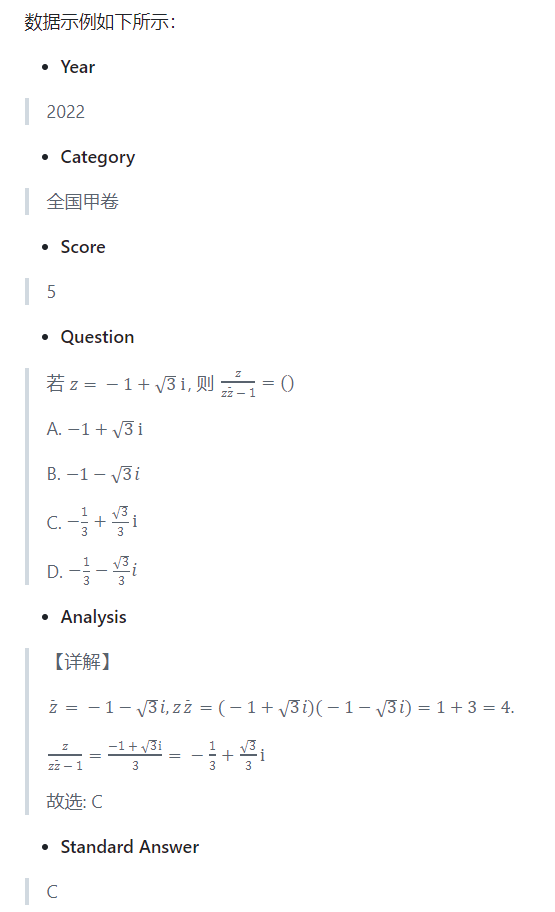 数据示例如下所示：
• Year
2022
• Category
全国甲卷
• Score
5
• Question
若 $z = -1 + \sqrt{3}\,\mathrm{i}$, 则 $\frac{z}{z\bar{z} - 1} = ()$
A. $-1 + \sqrt{3}\,\mathrm{i}$
B. $-1 - \sqrt{3}i$
C. $-\frac{1}{3} + \frac{\sqrt{3}}{3}\,\mathrm{i}$
D. $-\frac{1}{3} - \frac{\sqrt{3}}{3}i$
• Analysis
【详解】
$\bar{z} = -1 - \sqrt{3}i, z\bar{z} = (-1 + \sqrt{3}i)(-1 - \sqrt{3}i) = 1 + 3 = 4.$
$\frac{z}{z\bar{z} - 1} = \frac{-1 + \sqrt{3}\mathrm{i}}{3} = -\frac{1}{3} + \frac{\sqrt{3}}{3}\,\mathrm{i}$
故选: C
• Standard Answer
C